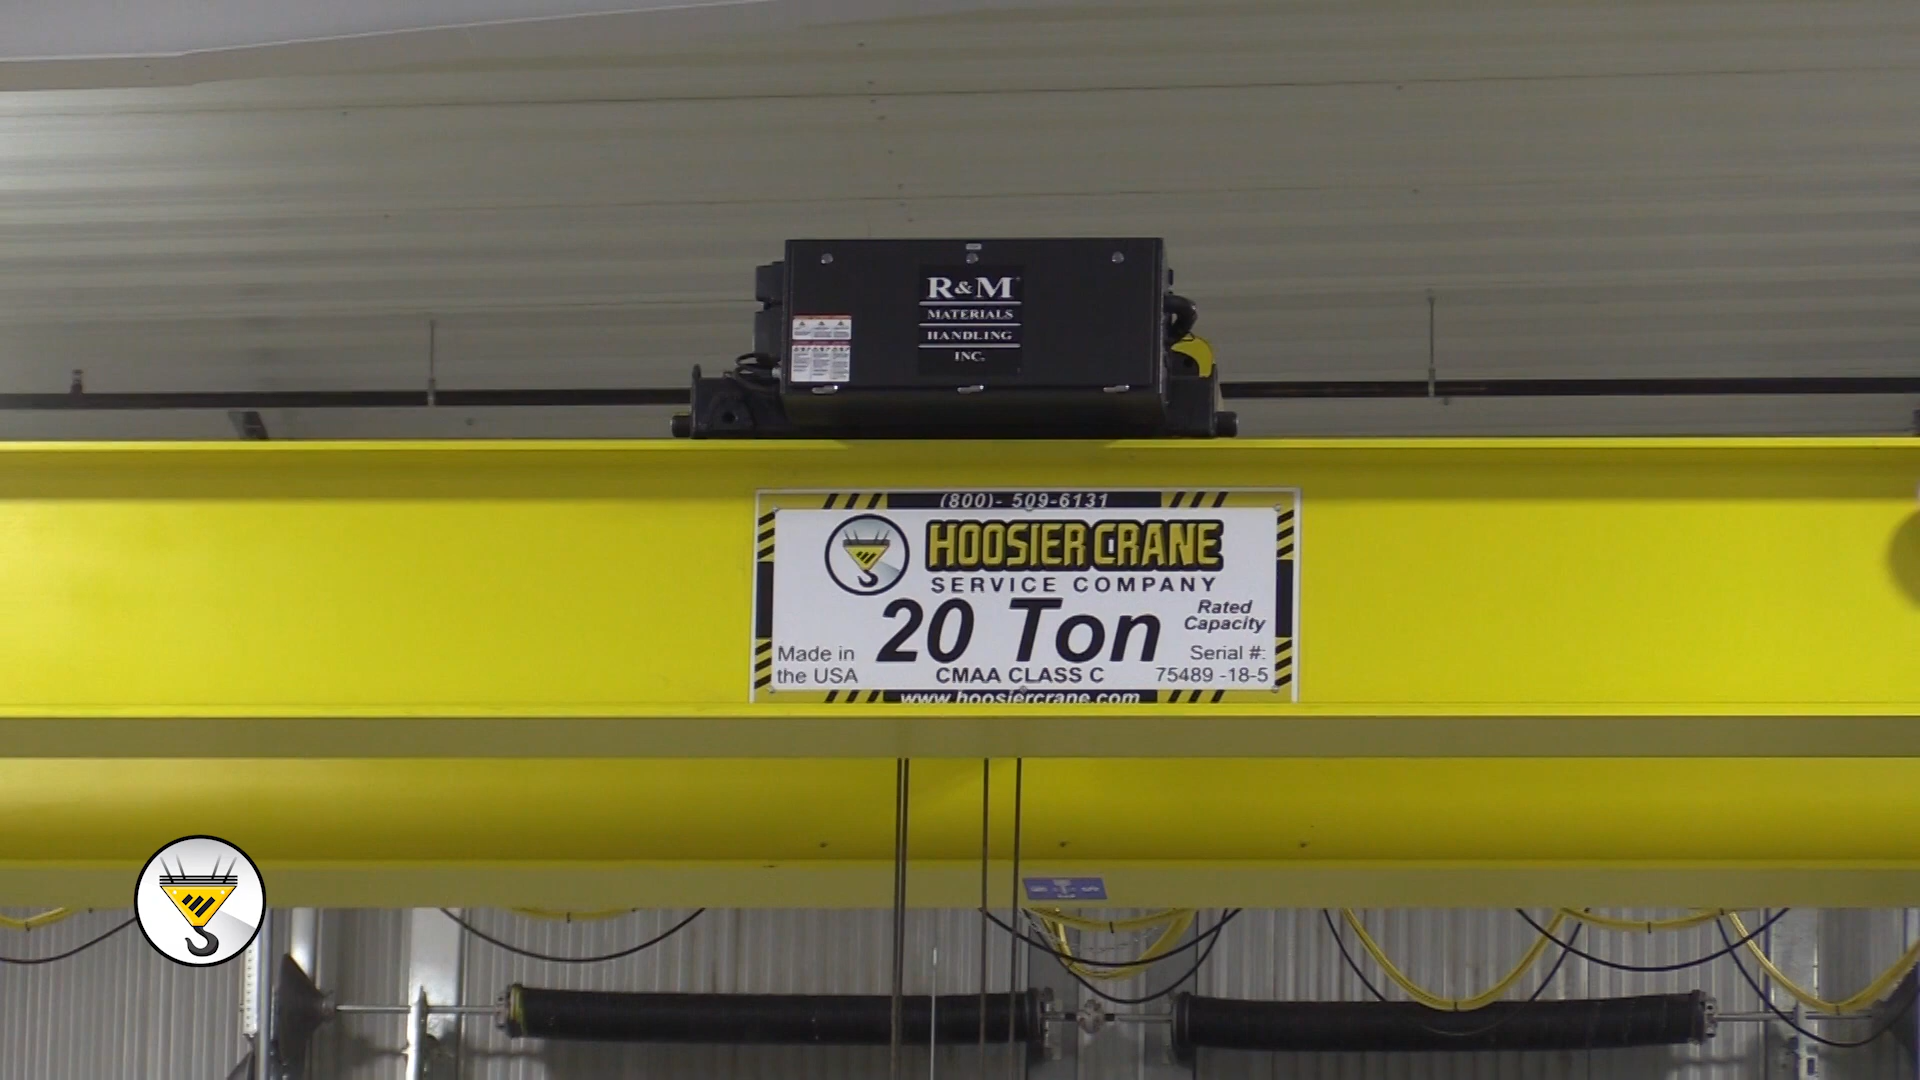 R&M
MATERIALS
HANDLING
INC.
(800)- 509-6131
HOOSIER CRANE
SERVICE COMPANY
20 Ton
Rated
Capacity
Made in
the USA
CMAA CLASS C
Serial #:
75489 -18-5
www.hoosiercrane.com